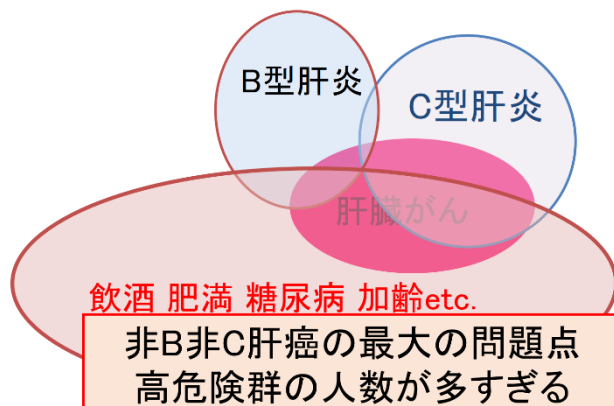 B型肝炎
C型肝炎
肝臓がん
飲酒 肥満 糖尿病 加齢etc.
非B非C肝癌の最大の問題点
高危険群の人数が多すぎる